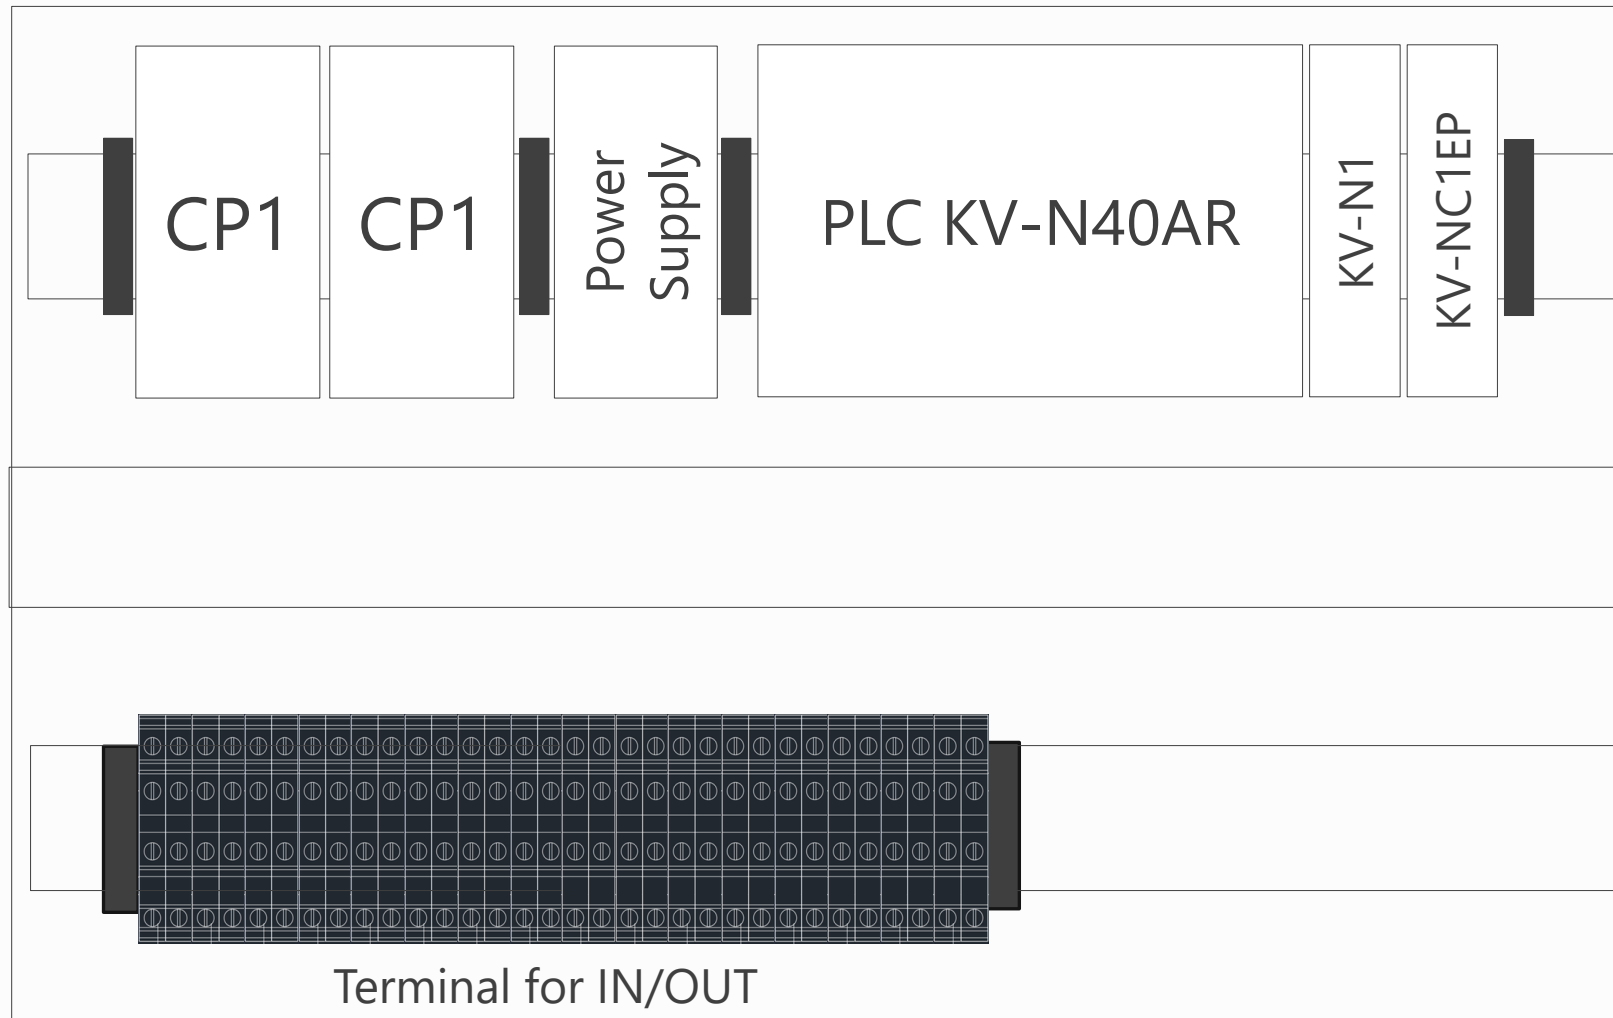 CP1
CP1
Power
Supply
PLC KV-N40AR
KV-N1
KV-NC1EP
Terminal for IN/OUT